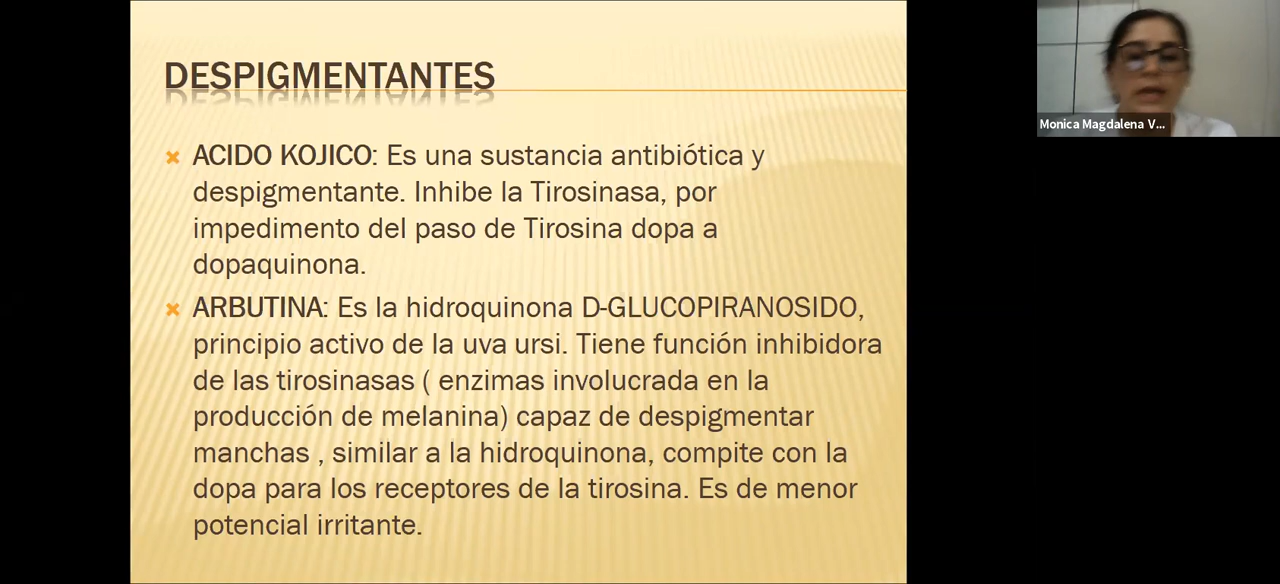 DESPIGMENTANTES
ACIDO KOJICO: Es una sustancia antibiótica y
despigmentante. Inhibe la Tirosinasa, por
impedimento del paso de Tirosina dopa a
dopaquinona.
ARBUTINA: Es la hidroquinona D-GLUCOPIRANOSIDO,
principio activo de la uva ursi. Tiene función inhibidora
de las tirosinasas ( enzimas involucrada en la
producción de melanina) capaz de despigmentar
manchas , similar a la hidroquinona, compite con la
dopa para los receptores de la tirosina. Es de menor
potencial irritante.
Monica Magdalena V...